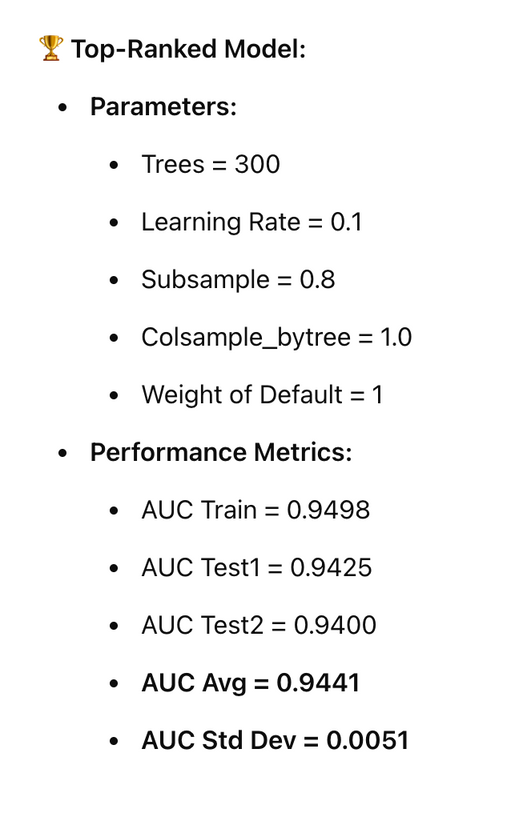 🏆 Top-Ranked Model:
• Parameters:
• Trees = 300
• Learning Rate = 0.1
• Subsample = 0.8
• Colsample_bytree = 1.0
• Weight of Default = 1
• Performance Metrics:
• AUC Train = 0.9498
• AUC Test1 = 0.9425
• AUC Test2 = 0.9400
• AUC Avg = 0.9441
• AUC Std Dev = 0.0051